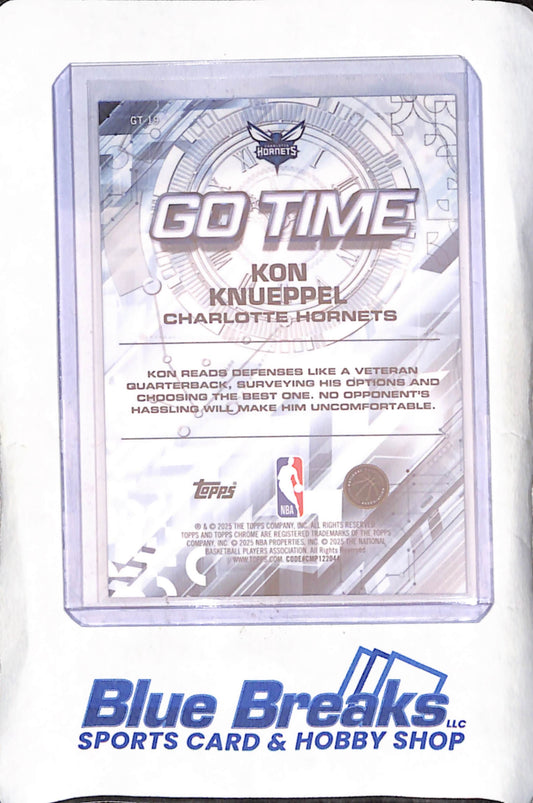 GT-19
CHARLOTTE
HORNETS
GO TIME
KON
KNUEPPEL
CHARLOTTE HORNETS
KON READS DEFENSES LIKE A VETERAN
QUARTERBACK, SURVEYING HIS OPTIONS AND
CHOOSING THE BEST ONE. NO OPPONENT'S
HASSLING WILL MAKE HIM UNCOMFORTABLE.
topps®
NBA
® & © 2025 THE TOPPS COMPANY, INC. ALL RIGHTS RESERVED.
TOPPS AND TOPPS CHROME ARE REGISTERED TRADEMARKS OF THE TOPPS
COMPANY, INC. © 2025 NBA PROPERTIES, INC. © 2025 THE NATIONAL
BASKETBALL PLAYERS ASSOCIATION. All Rights Reserved.
WWW.TOPPS.COM. CODE#CMP122044
Blue Breaks LLC
SPORTS CARD & HOBBY SHOP